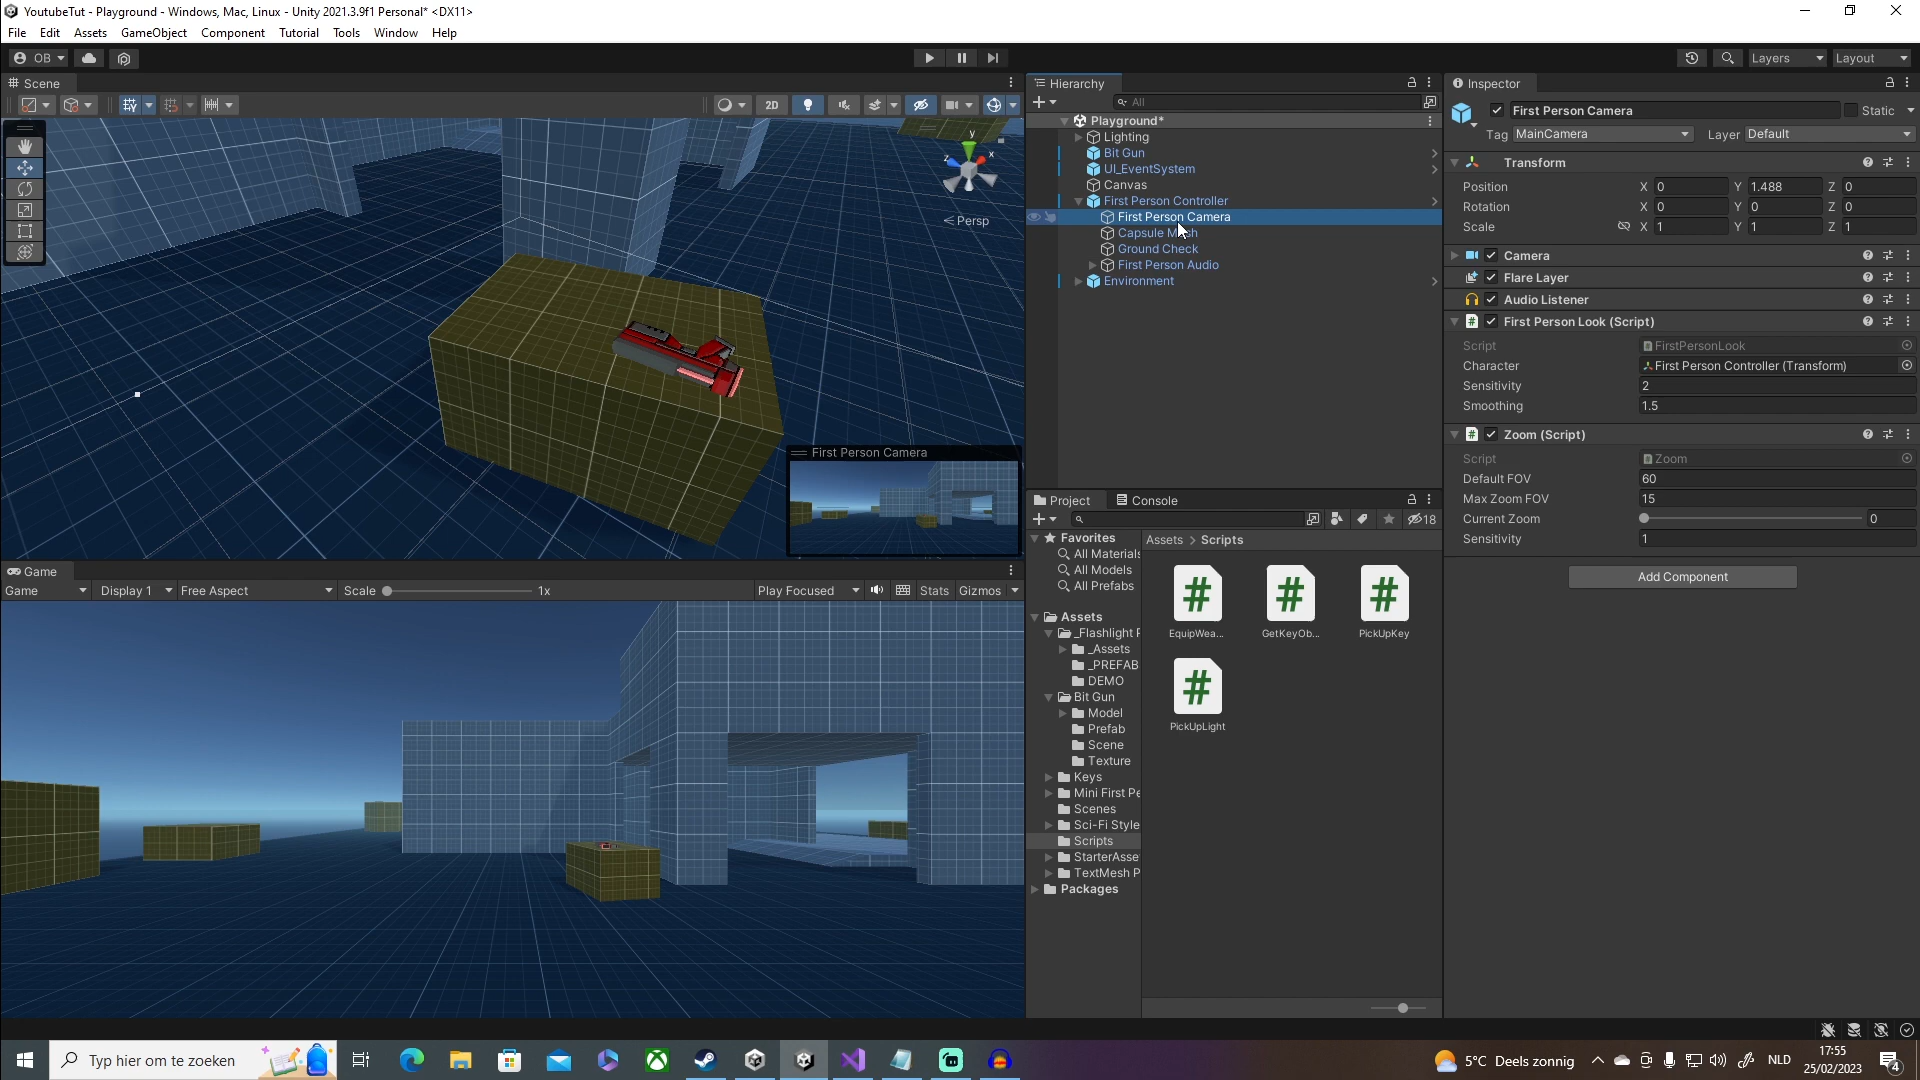 YoutubeTut - Playground - Windows, Mac, Linux - Unity 2021.3.9f1 Personal* <DX11>
File Edit Assets GameObject Component Tutorial Tools Window Help
OB Layers Layout
Scene
2D
y
z x
< Persp
First Person Camera
Game
Game Display 1 Free Aspect Scale 1x Play Focused Stats Gizmos
Hierarchy
All
Playground*
Lighting
Bit Gun
UI_EventSystem
Canvas
First Person Controller
First Person Camera
Capsule Mesh
Ground Check
First Person Audio
Environment
Project Console
18
Favorites
All Materials
All Models
All Prefabs
Assets
_Flashlight P
_Assets
_PREFAB
DEMO
Bit Gun
Model
Prefab
Scene
Texture
Keys
Mini First Pe
Scenes
Sci-Fi Style
Scripts
StarterAsse
TextMesh P
Packages
Assets > Scripts
EquipWea... GetKeyOb... PickUpKey
PickUpLight
Inspector
First Person Camera Static
Tag MainCamera Layer Default
Transform
Position X 0 Y 1.488 Z 0
Rotation X 0 Y 0 Z 0
Scale X 1 Y 1 Z 1
Camera
Flare Layer
Audio Listener
First Person Look (Script)
Script FirstPersonLook
Character First Person Controller (Transform)
Sensitivity 2
Smoothing 1.5
Zoom (Script)
Script Zoom
Default FOV 60
Max Zoom FOV 15
Current Zoom 0
Sensitivity 1
Add Component
Typ hier om te zoeken
5°C Deels zonnig NLD 17:55
25/02/2023 4